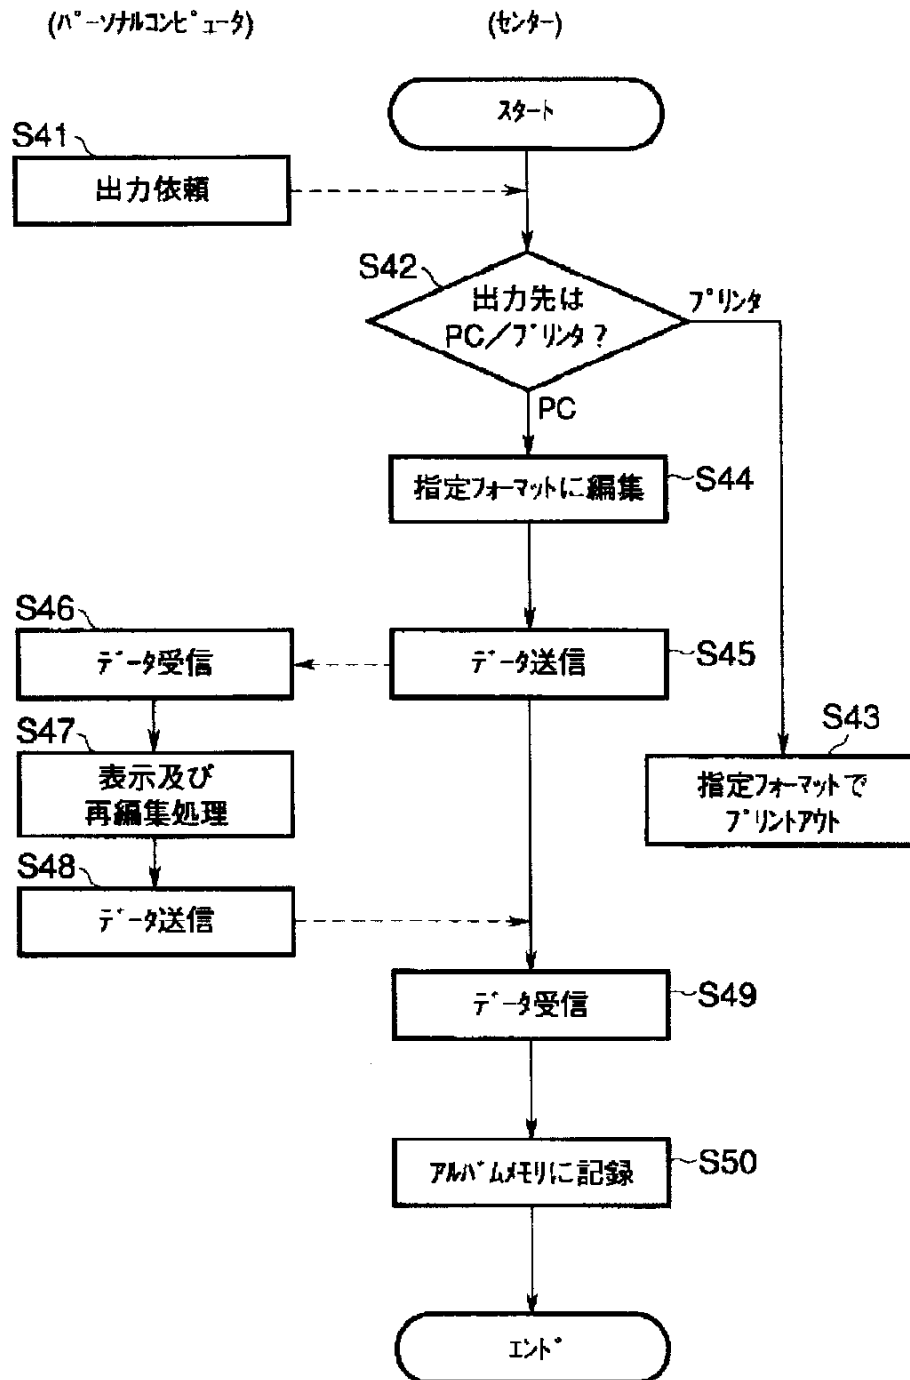 (ﾊﾟｰｿﾅﾙｺﾝﾋﾟｭｰﾀ)
(ｾﾝﾀｰ)
ｽﾀｰﾄ
S41
出力依頼
S42
出力先は
PC／ﾌﾟﾘﾝﾀ？
ﾌﾟﾘﾝﾀ
PC
指定ﾌｫｰﾏｯﾄに編集
S44
S46
ﾃﾞｰﾀ受信
ﾃﾞｰﾀ送信
S45
S47
表示及び
再編集処理
S43
指定ﾌｫｰﾏｯﾄで
ﾌﾟﾘﾝﾄｱｳﾄ
S48
ﾃﾞｰﾀ送信
ﾃﾞｰﾀ受信
S49
ｱﾙﾊﾞﾑﾒﾓﾘに記録
S50
ｴﾝﾄﾞ